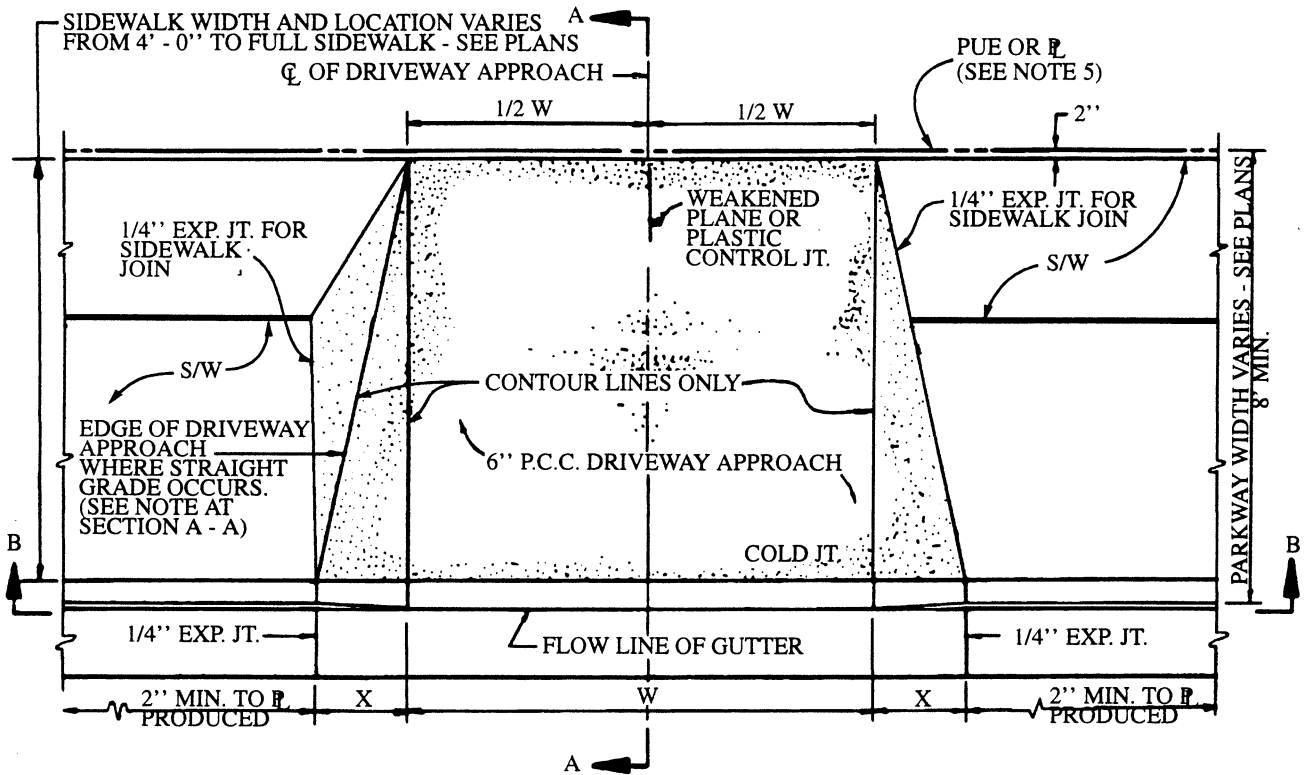 SIDEWALK WIDTH AND LOCATION VARIES
FROM 4' - 0'' TO FULL SIDEWALK - SEE PLANS
A
℄ OF DRIVEWAY APPROACH
PUE OR ⅊
(SEE NOTE 5)
1/2 W
1/2 W
2''
1/4'' EXP. JT. FOR
SIDEWALK
JOIN
WEAKENED
PLANE OR
PLASTIC
CONTROL JT.
1/4'' EXP. JT. FOR
SIDEWALK JOIN
S/W
S/W
CONTOUR LINES ONLY
EDGE OF DRIVEWAY
APPROACH
WHERE STRAIGHT
GRADE OCCURS.
(SEE NOTE AT
SECTION A - A)
6'' P.C.C. DRIVEWAY APPROACH
COLD JT.
PARKWAY WIDTH VARIES - SEE PLANS
8' MIN.
B
B
1/4'' EXP. JT.
FLOW LINE OF GUTTER
1/4'' EXP. JT.
2'' MIN. TO ⅊
PRODUCED
X
W
X
2'' MIN. TO ⅊
PRODUCED
A